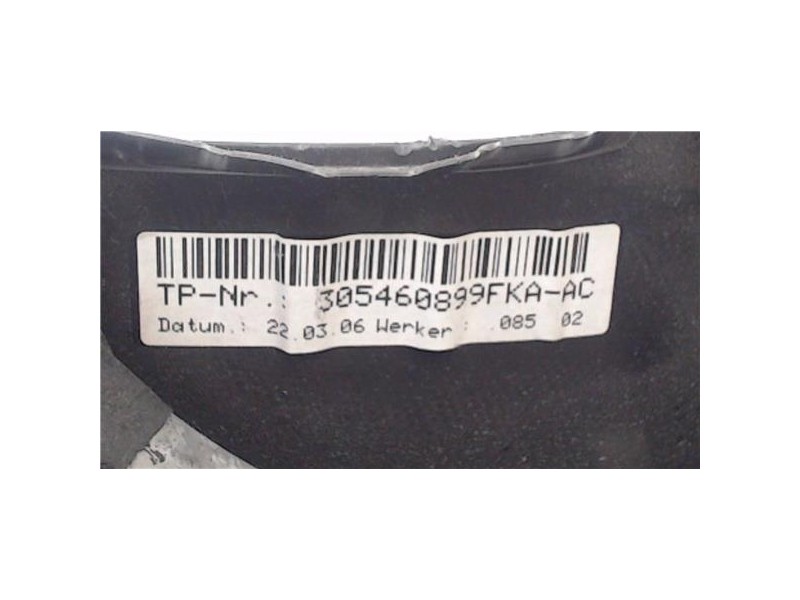 TP-Nr.: 305460899FKA-AC
Datum.: 22.03.06 Werker : .085 02